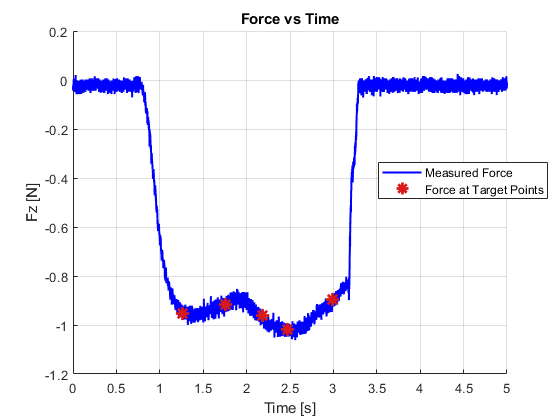 Force vs Time
0.2
0
-0.2
-0.4
-0.6
-0.8
-1
-1.2
Fz [N]
Measured Force
Force at Target Points
0 0.5 1 1.5 2 2.5 3 3.5 4 4.5 5
Time [s]